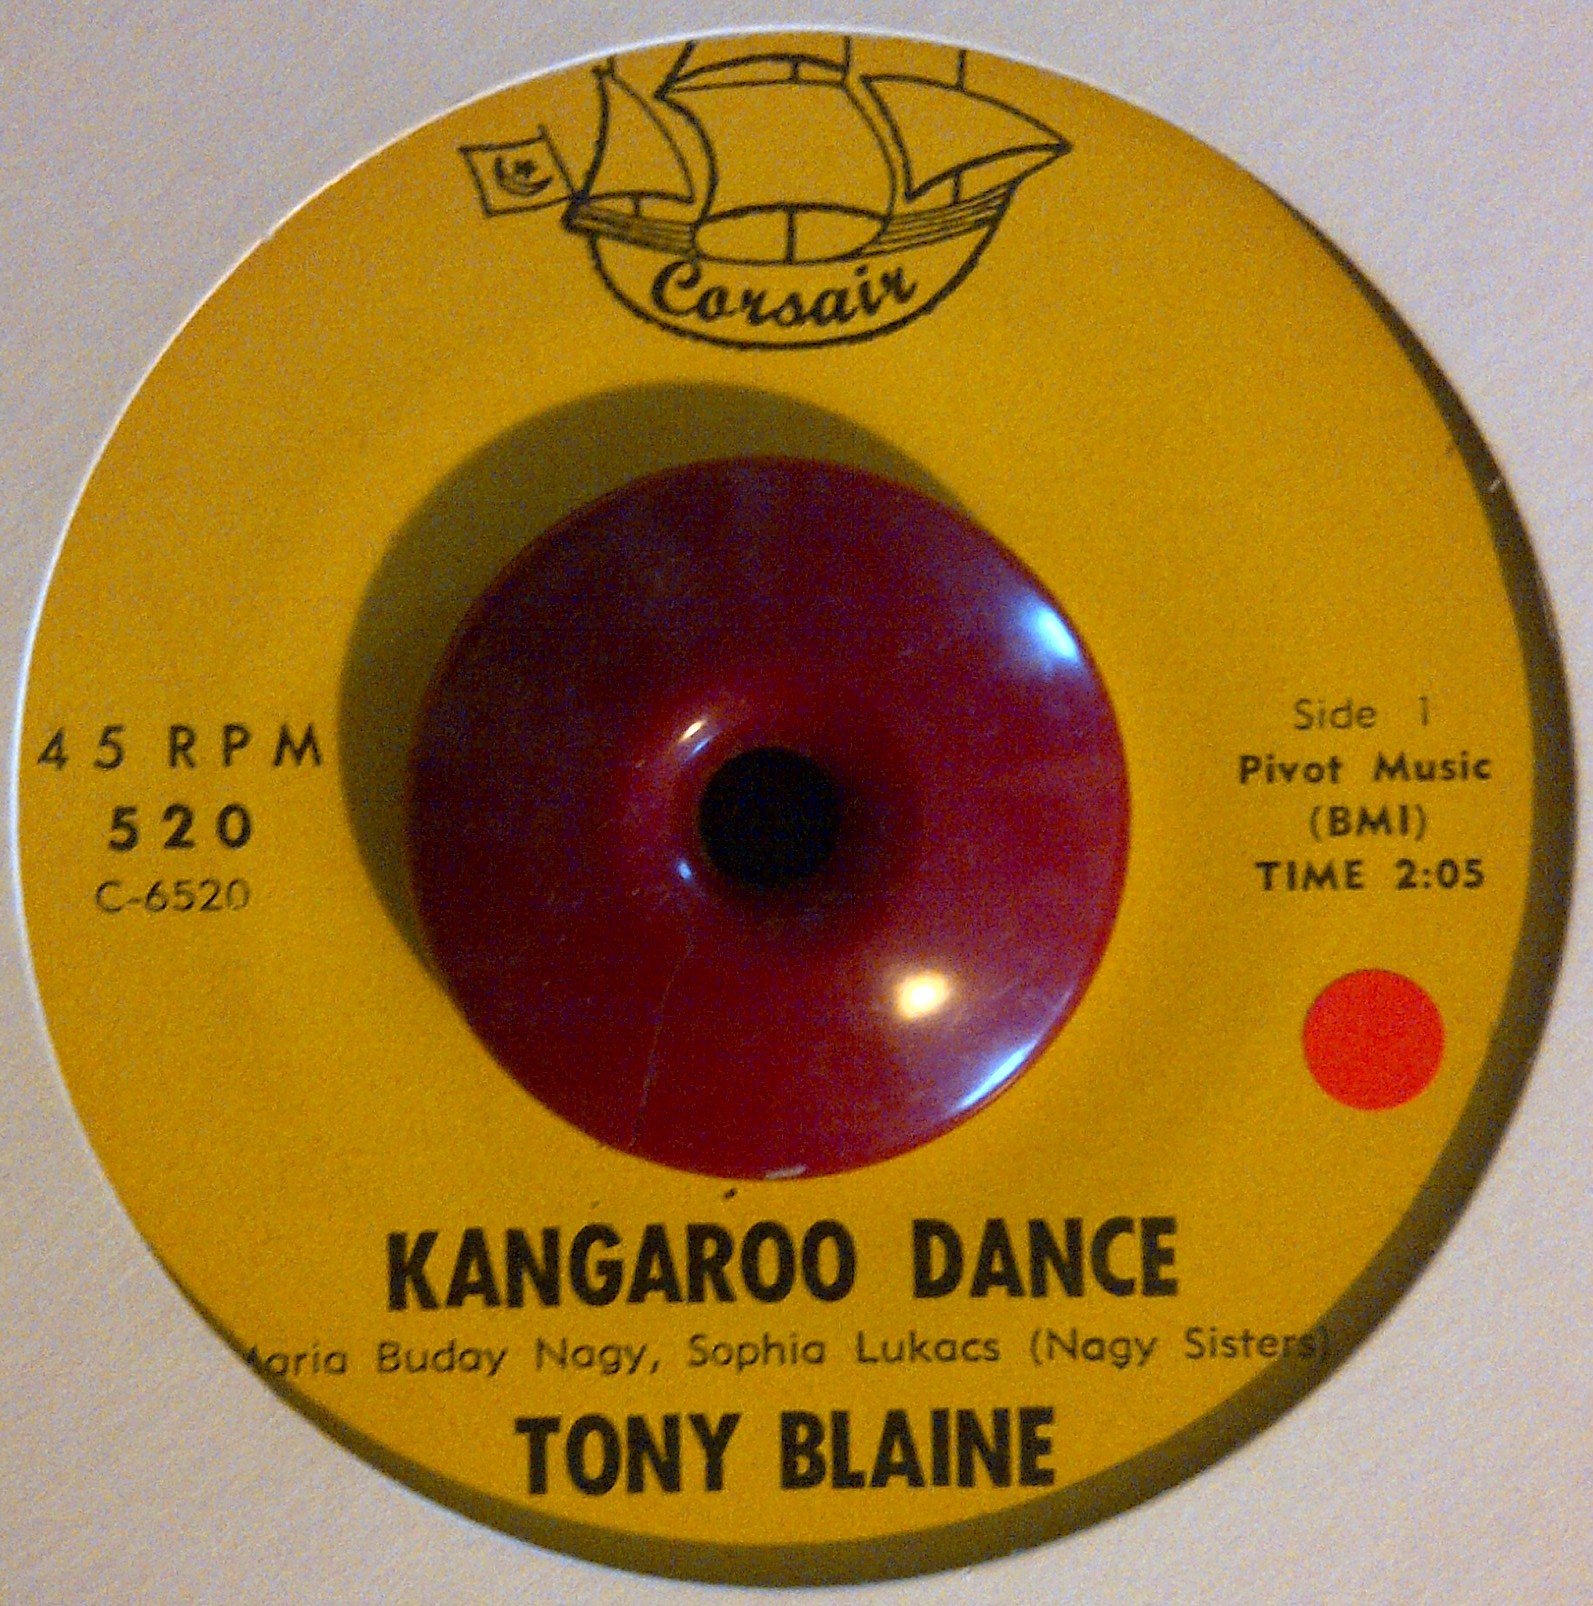 Corsair
45 RPM
520
C-6520
Side 1
Pivot Music
(BMI)
TIME 2:05
KANGAROO DANCE
Buday Nagy, Sophia Lukacs (Nagy Sisters)
TONY BLAINE